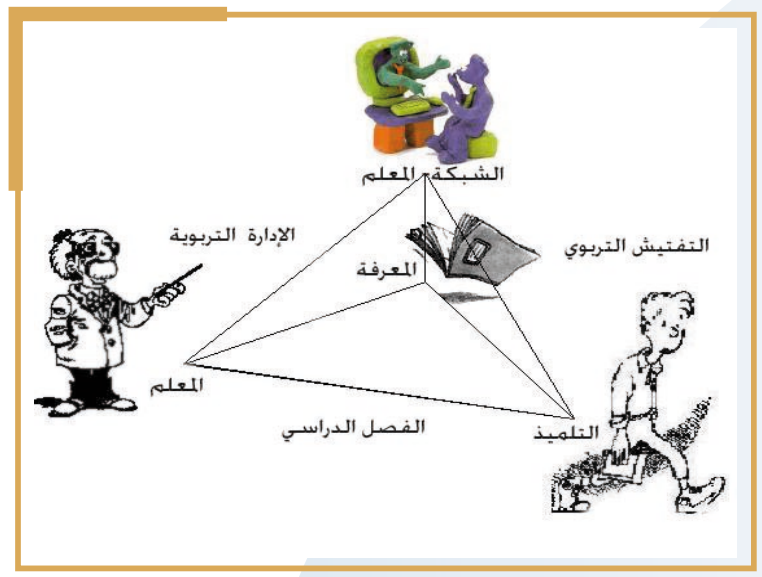 الشبكة- المعلم
الإدارة التربوية
التفتيش التربوي
المعرفة
المعلم
الفصل الدراسي
التلميذ